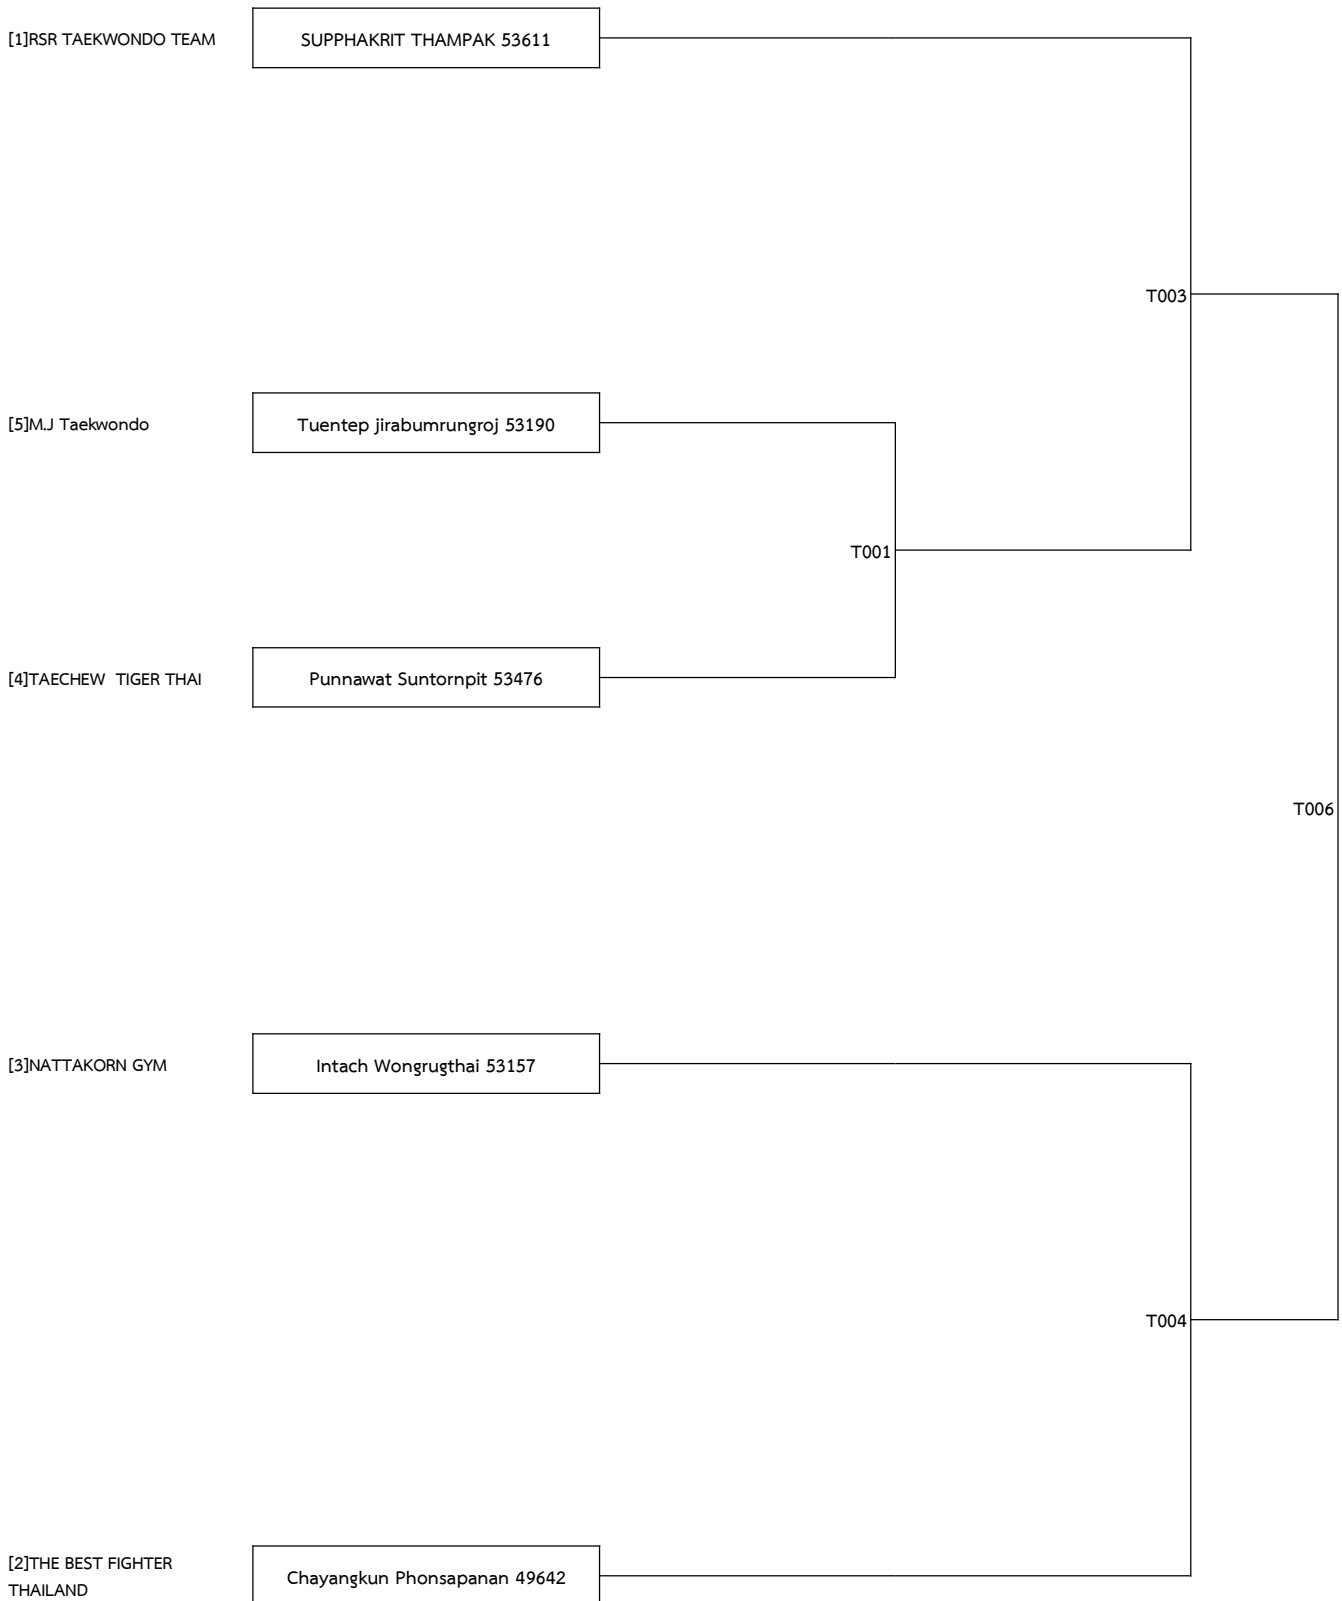 [1]RSR TAEKWONDO TEAM
SUPPHAKRIT THAMPAK 53611
T003
[5]M.J Taekwondo
Tuentep jirabumrungroj 53190
T001
[4]TAECHEW  TIGER THAI
Punnawat Suntornpit 53476
T006
[3]NATTAKORN GYM
Intach Wongrugthai 53157
T004
[2]THE BEST FIGHTER
THAILAND
Chayangkun Phonsapanan 49642